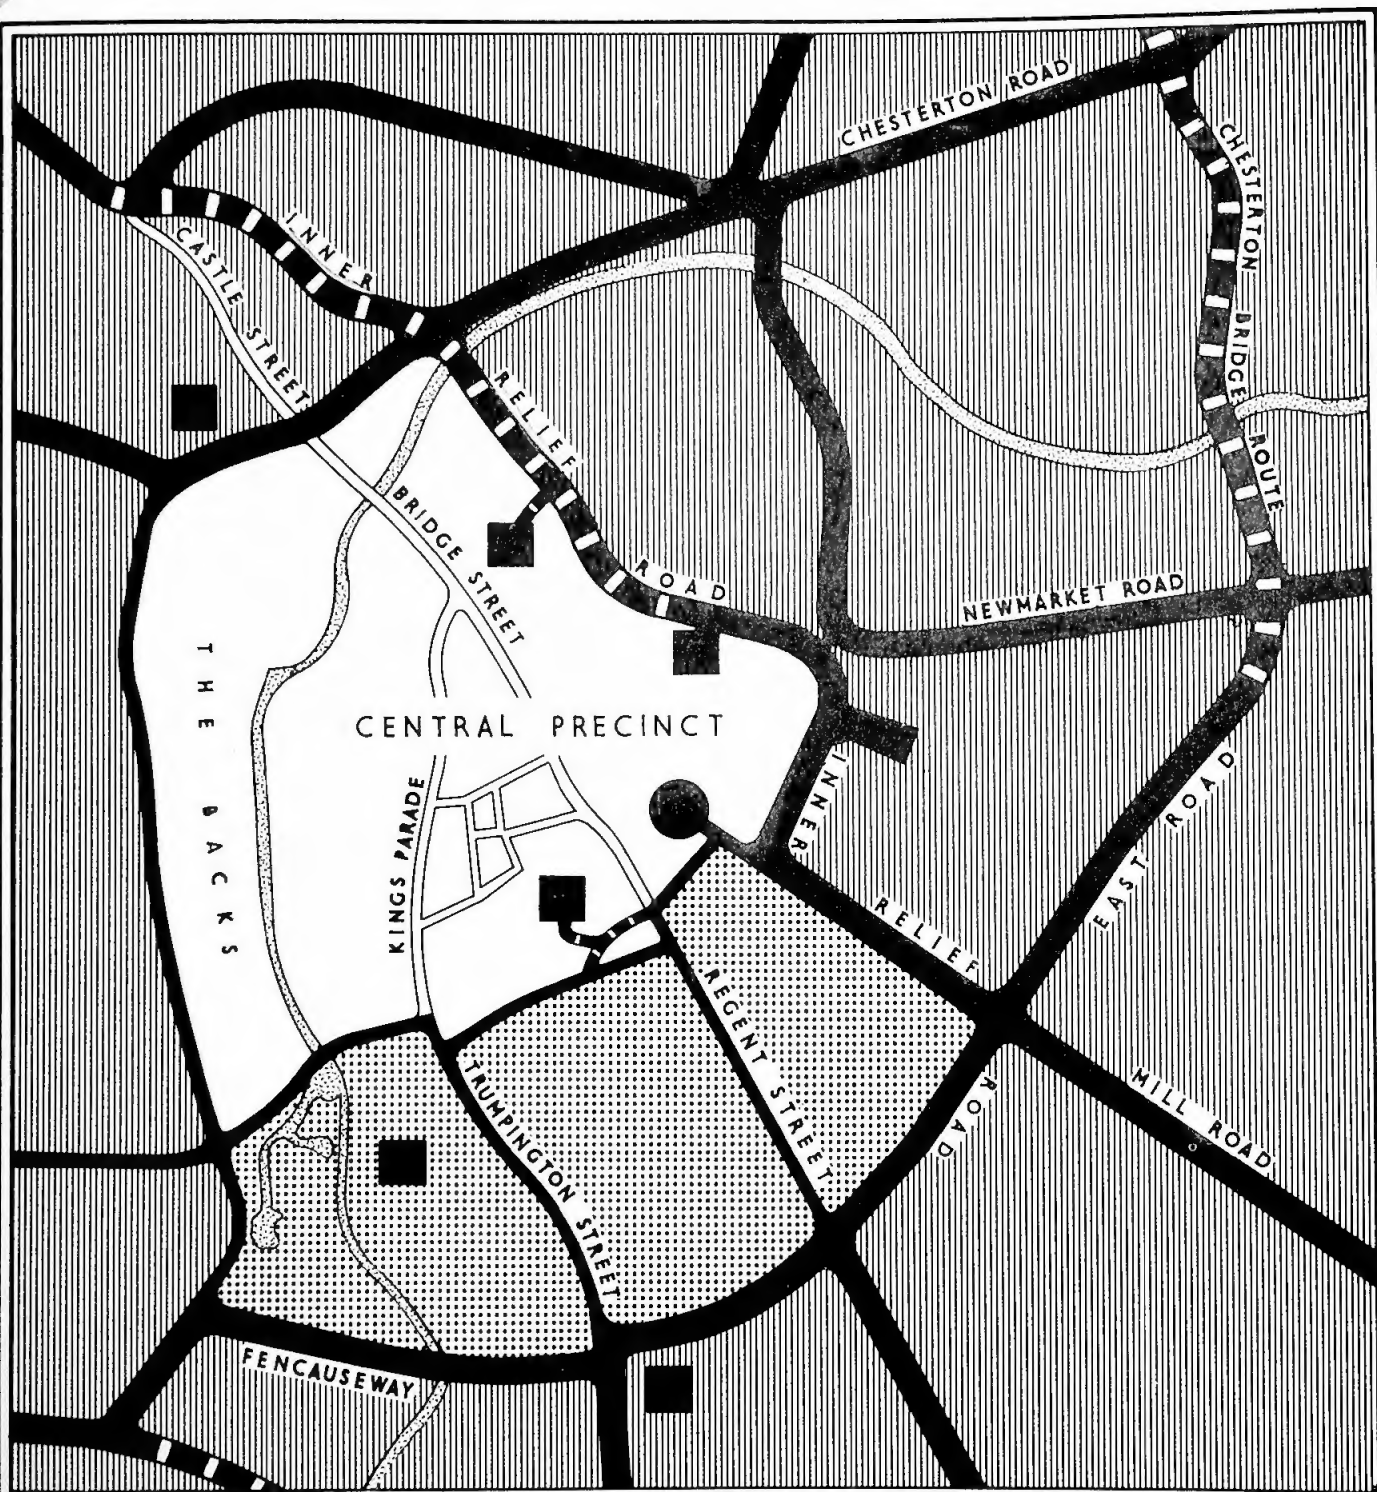 CHESTERTON ROAD
CHESTERTON BRIDGE ROUTE
INNER
CASTLE STREET
RELIEF
BRIDGE STREET
ROAD
NEWMARKET ROAD
THE BACKS
CENTRAL PRECINCT
KINGS PARADE
INNER
EAST ROAD
RELIEF
REGENT STREET
ROAD
MILL ROAD
TRUMPINGTON STREET
FENCAUSEWAY